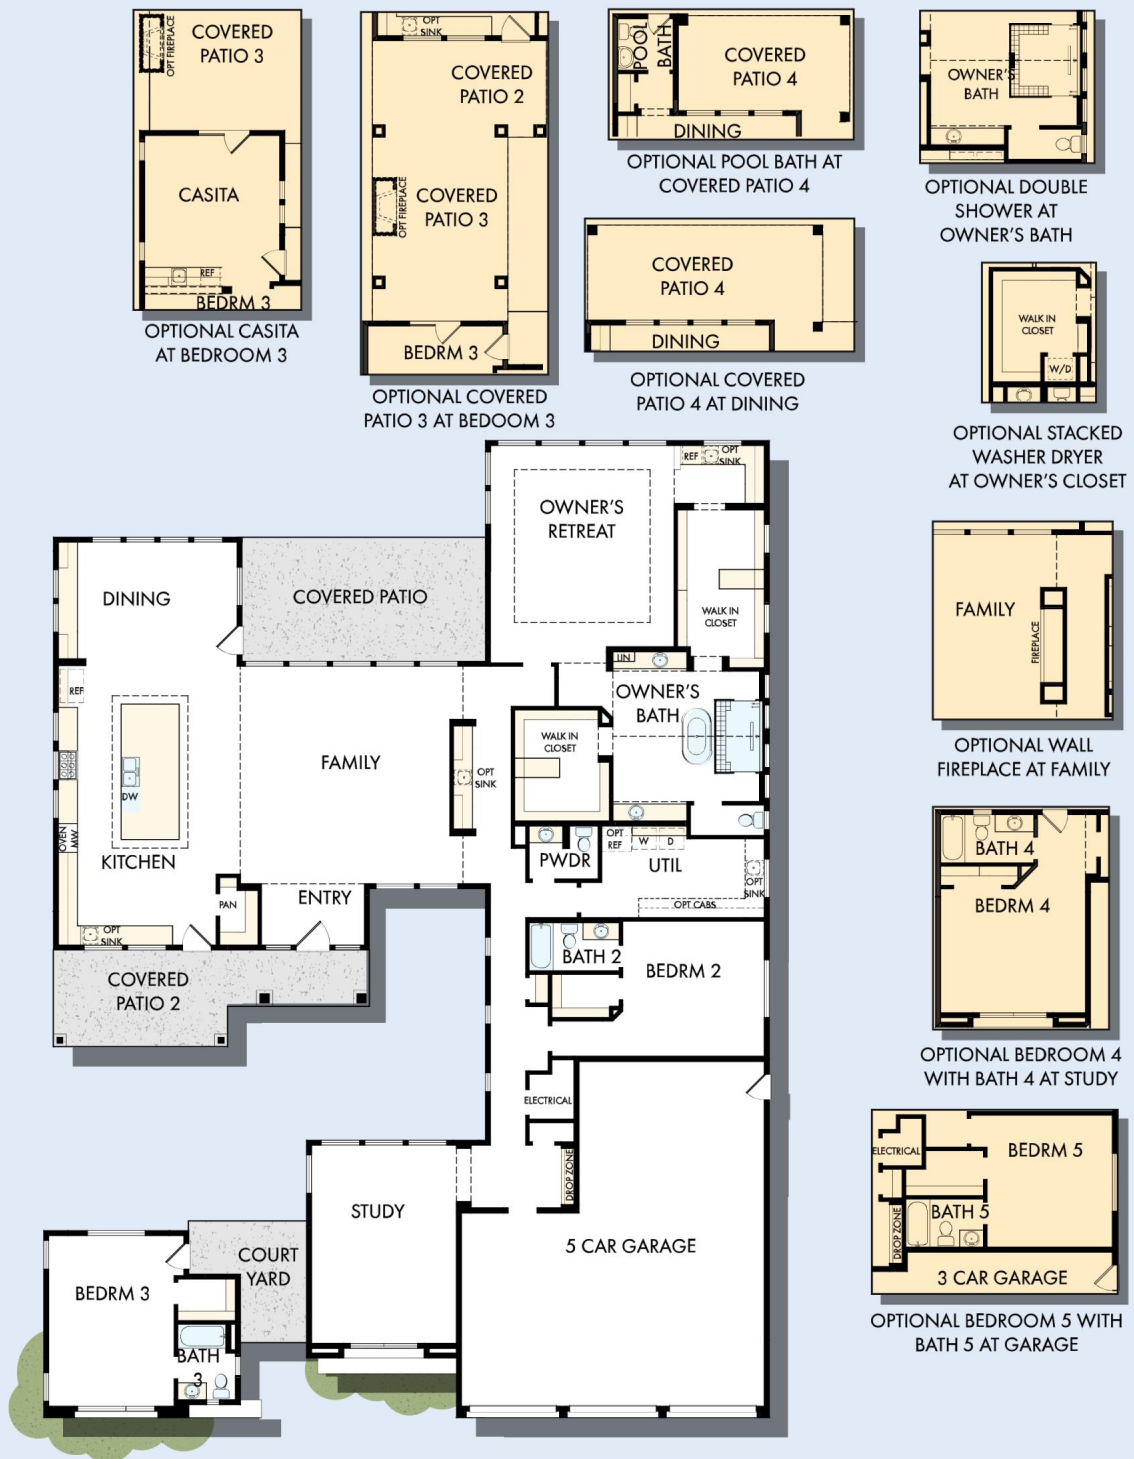 COVERED
PATIO 3
OPT FIREPLACE
CASITA
REF
BEDRM 3
OPTIONAL CASITA
AT BEDROOM 3
OPT
SINK
COVERED
PATIO 2
COVERED
PATIO 3
OPT FIREPLACE
BEDRM 3
OPTIONAL COVERED
PATIO 3 AT BEDOOM 3
POOL
BATH
COVERED
PATIO 4
DINING
OPTIONAL POOL BATH AT
COVERED PATIO 4
COVERED
PATIO 4
DINING
OPTIONAL COVERED
PATIO 4 AT DINING
OWNER'S
BATH
OPTIONAL DOUBLE
SHOWER AT
OWNER'S BATH
WALK IN
CLOSET
W/D
OPTIONAL STACKED
WASHER DRYER
AT OWNER'S CLOSET
FAMILY
FIREPLACE
OPTIONAL WALL
FIREPLACE AT FAMILY
BATH 4
BEDRM 4
OPTIONAL BEDROOM 4
WITH BATH 4 AT STUDY
ELECTRICAL
BEDRM 5
BATH 5
DROP ZONE
3 CAR GARAGE
OPTIONAL BEDROOM 5 WITH
BATH 5 AT GARAGE
OWNER'S
RETREAT
REF
OPT
SINK
WALK IN
CLOSET
DINING
COVERED PATIO
REF
LIN
OWNER'S
BATH
WALK IN
CLOSET
FAMILY
OPT
SINK
DW
OVEN
MW
KITCHEN
PAN
ENTRY
OPT
SINK
PWDR
OPT
REF
W
D
UTIL
OPT
SINK
OPT CABS
COVERED
PATIO 2
BATH 2
BEDRM 2
ELECTRICAL
DROP ZONE
STUDY
5 CAR GARAGE
COURT
YARD
BEDRM 3
BATH
3